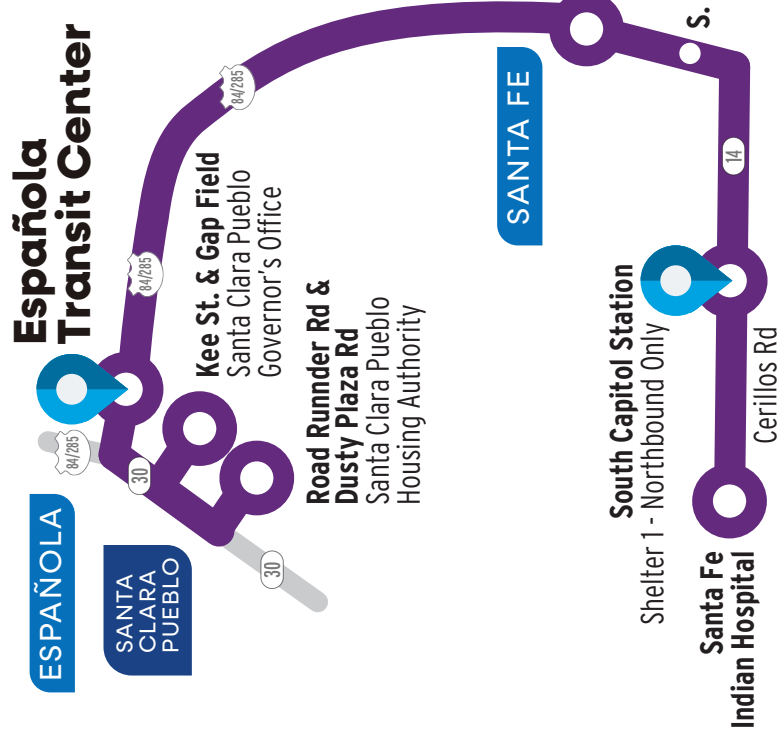 Española
Transit Center
84/285
84/285
84/285
ESPAÑOLA
SANTA
CLARA
PUEBLO
30
30
Kee St. & Gap Field
Santa Clara Pueblo
Governor's Office
Road Runnder Rd &
Dusty Plaza Rd
Santa Clara Pueblo
Housing Authority
SANTA FE
S.
14
South Capitol Station
Shelter 1 - Northbound Only
Cerillos Rd
Santa Fe
Indian Hospital